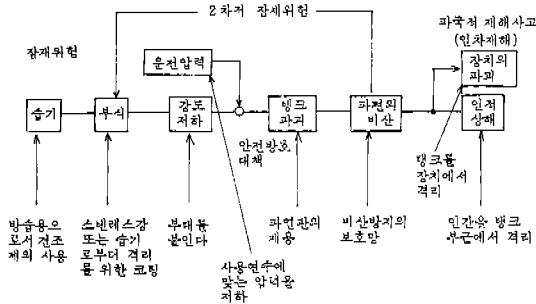 2차적 잠세위험
파국적 재해사고
(일차재해)
잠재위험
운전압력
장치의
파괴
습기
부식
강도
저하
탱크
파괴
파편의
비산
인적
상해
안전방호
대책
탱크를
장치에서
격리
방습용으
로서 건조
제의 사용
스텐레스강
또는 습기
로부터 격리
를 위한 코팅
부대를
붙인다
사용연수에
맞는 압력을
저하
파열판의
채용
비산방지의
보호망
인간을 탱크
부근에서 격리